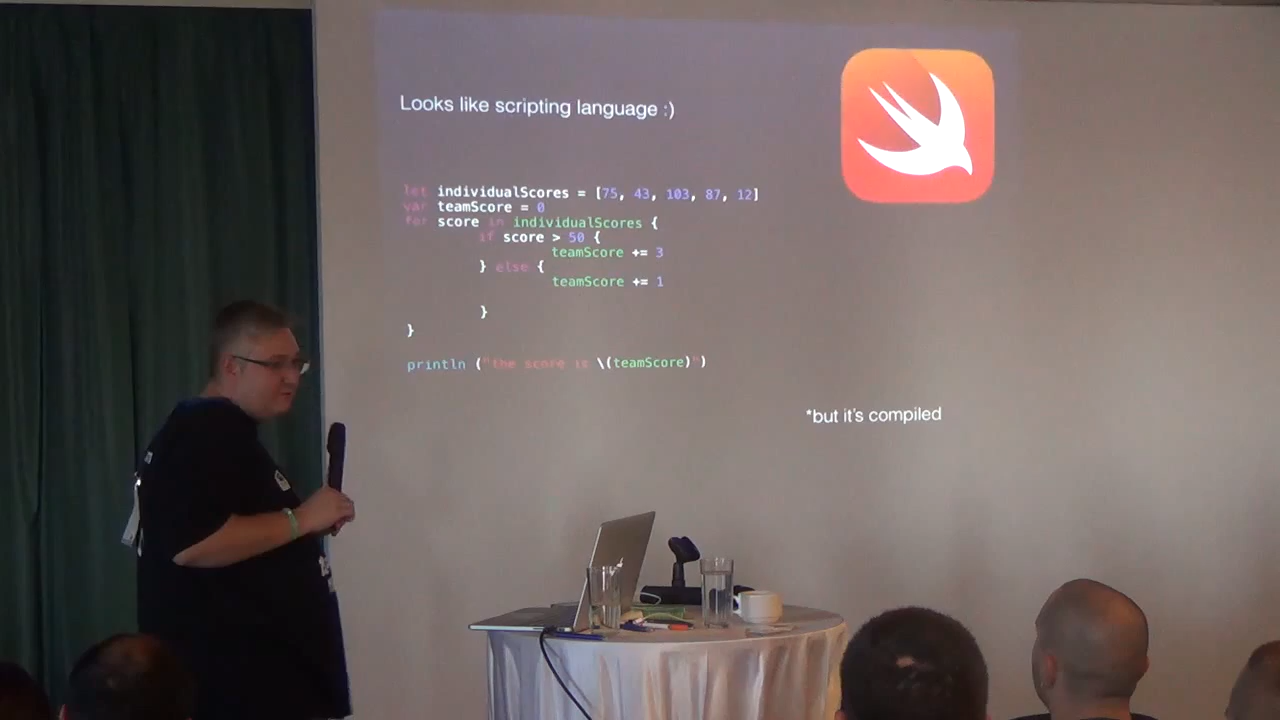 Looks like scripting language :)
let individualScores = [75, 43, 103, 87, 12]
var teamScore = 0
for score in individualScores {
if score > 50 {
teamScore += 3
} else {
teamScore += 1
}
}
println ("the score is \(teamScore)")
*but it's compiled